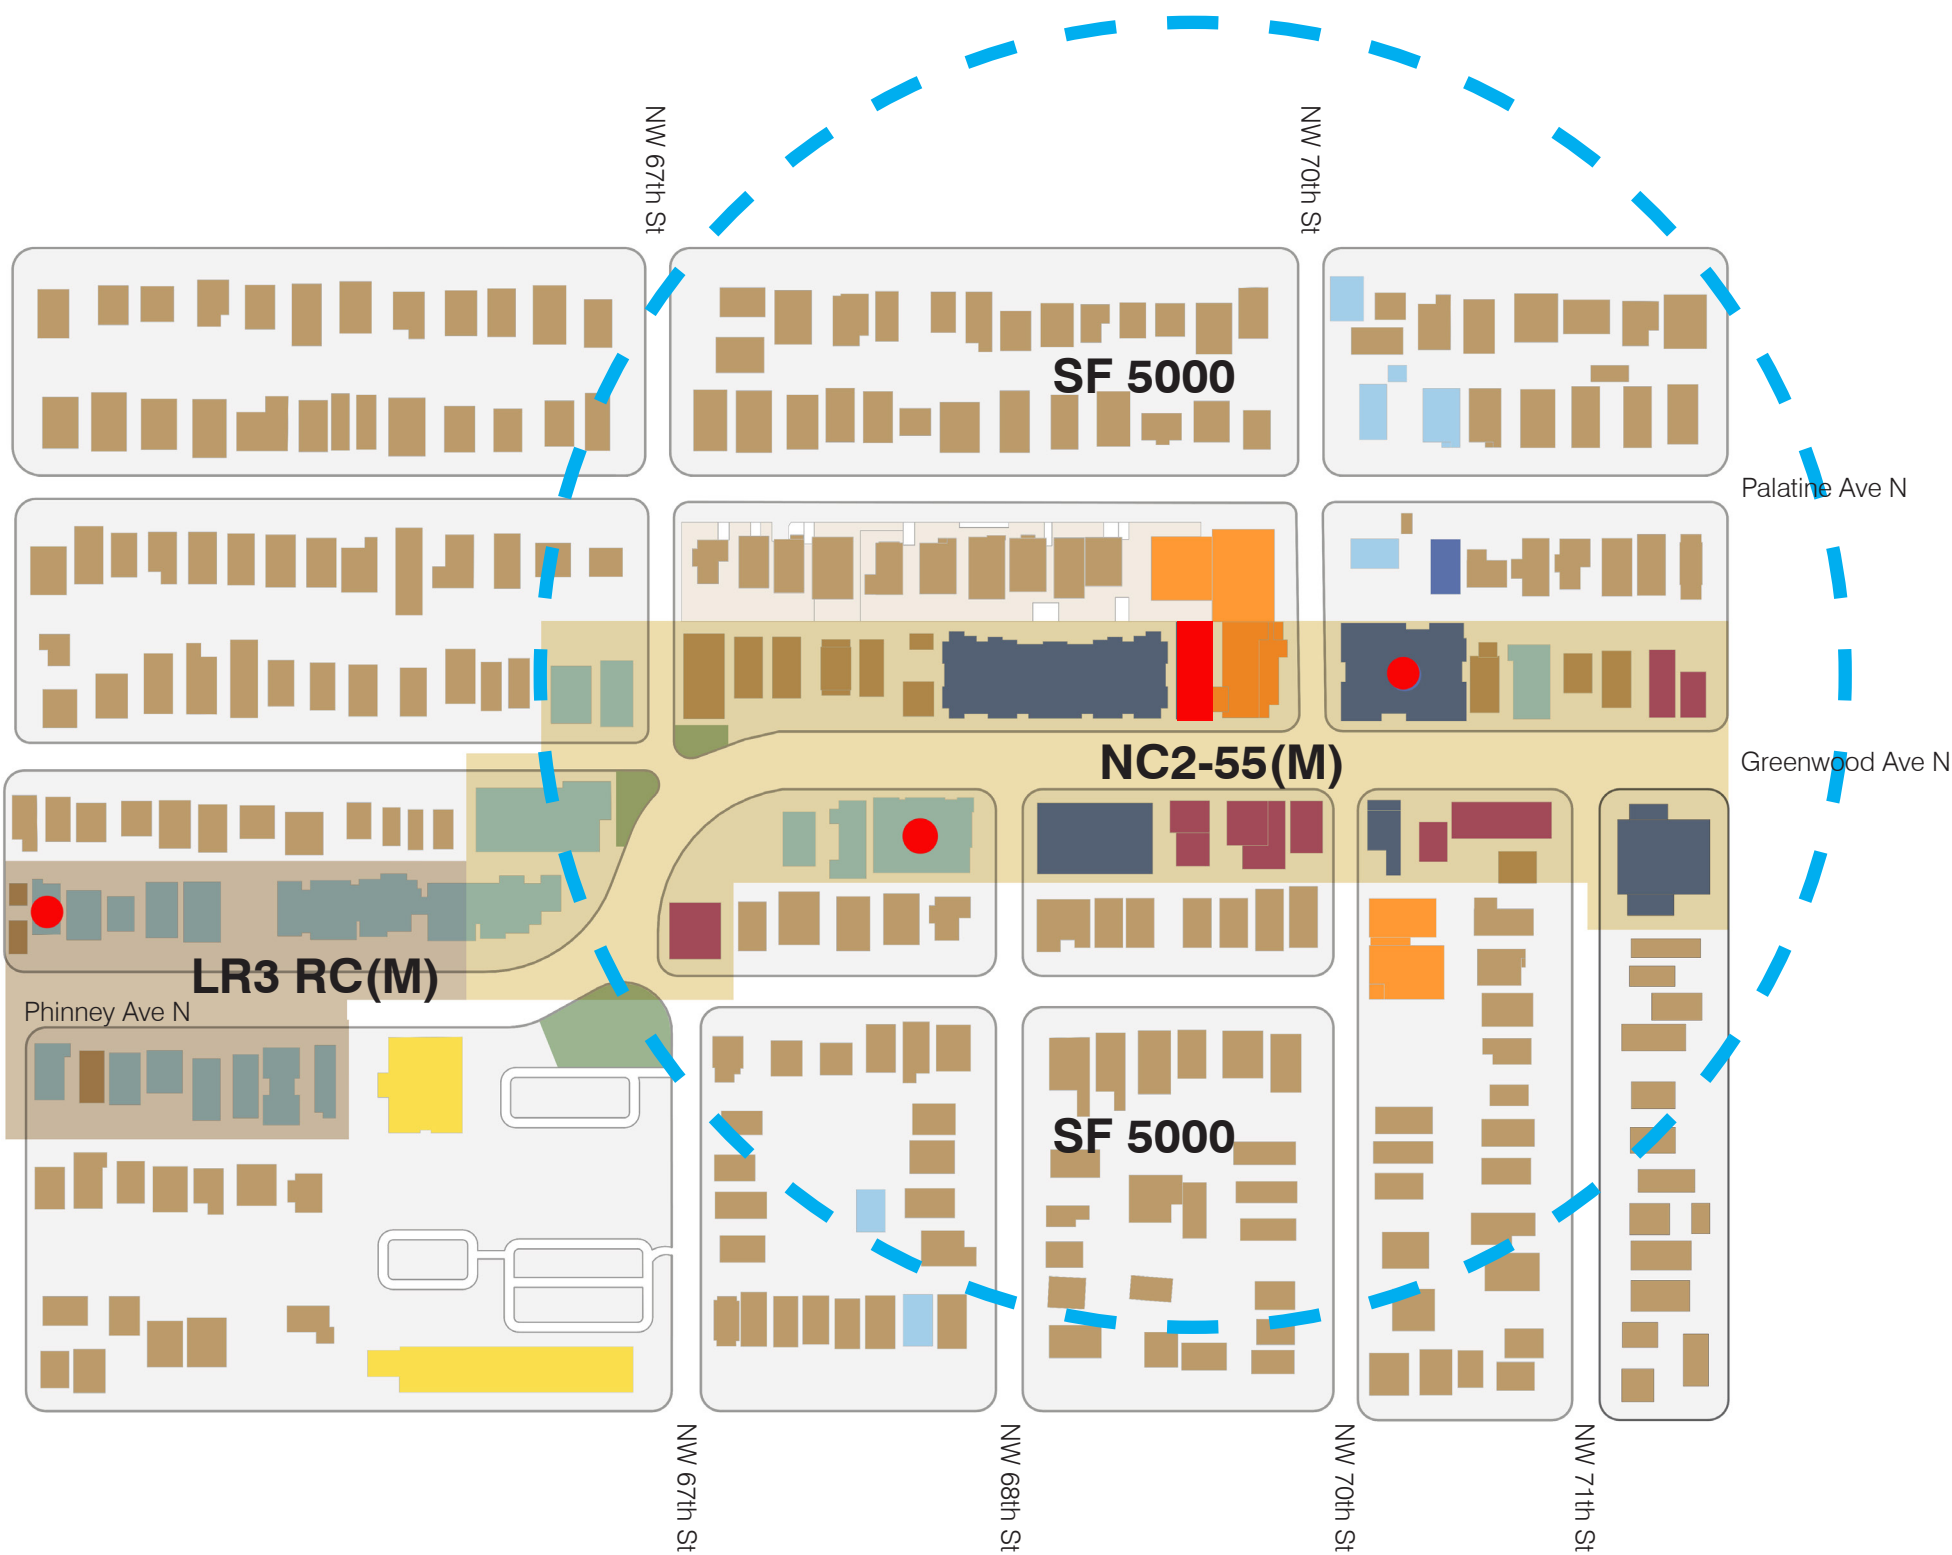 NW 67th St
NW 70th St
SF 5000
Palatine Ave N
NC2-55(M)
Greenwood Ave N
LR3 RC(M)
Phinney Ave N
SF 5000
NW 67th St
NW 68th St
NW 70th St
NW 71th St